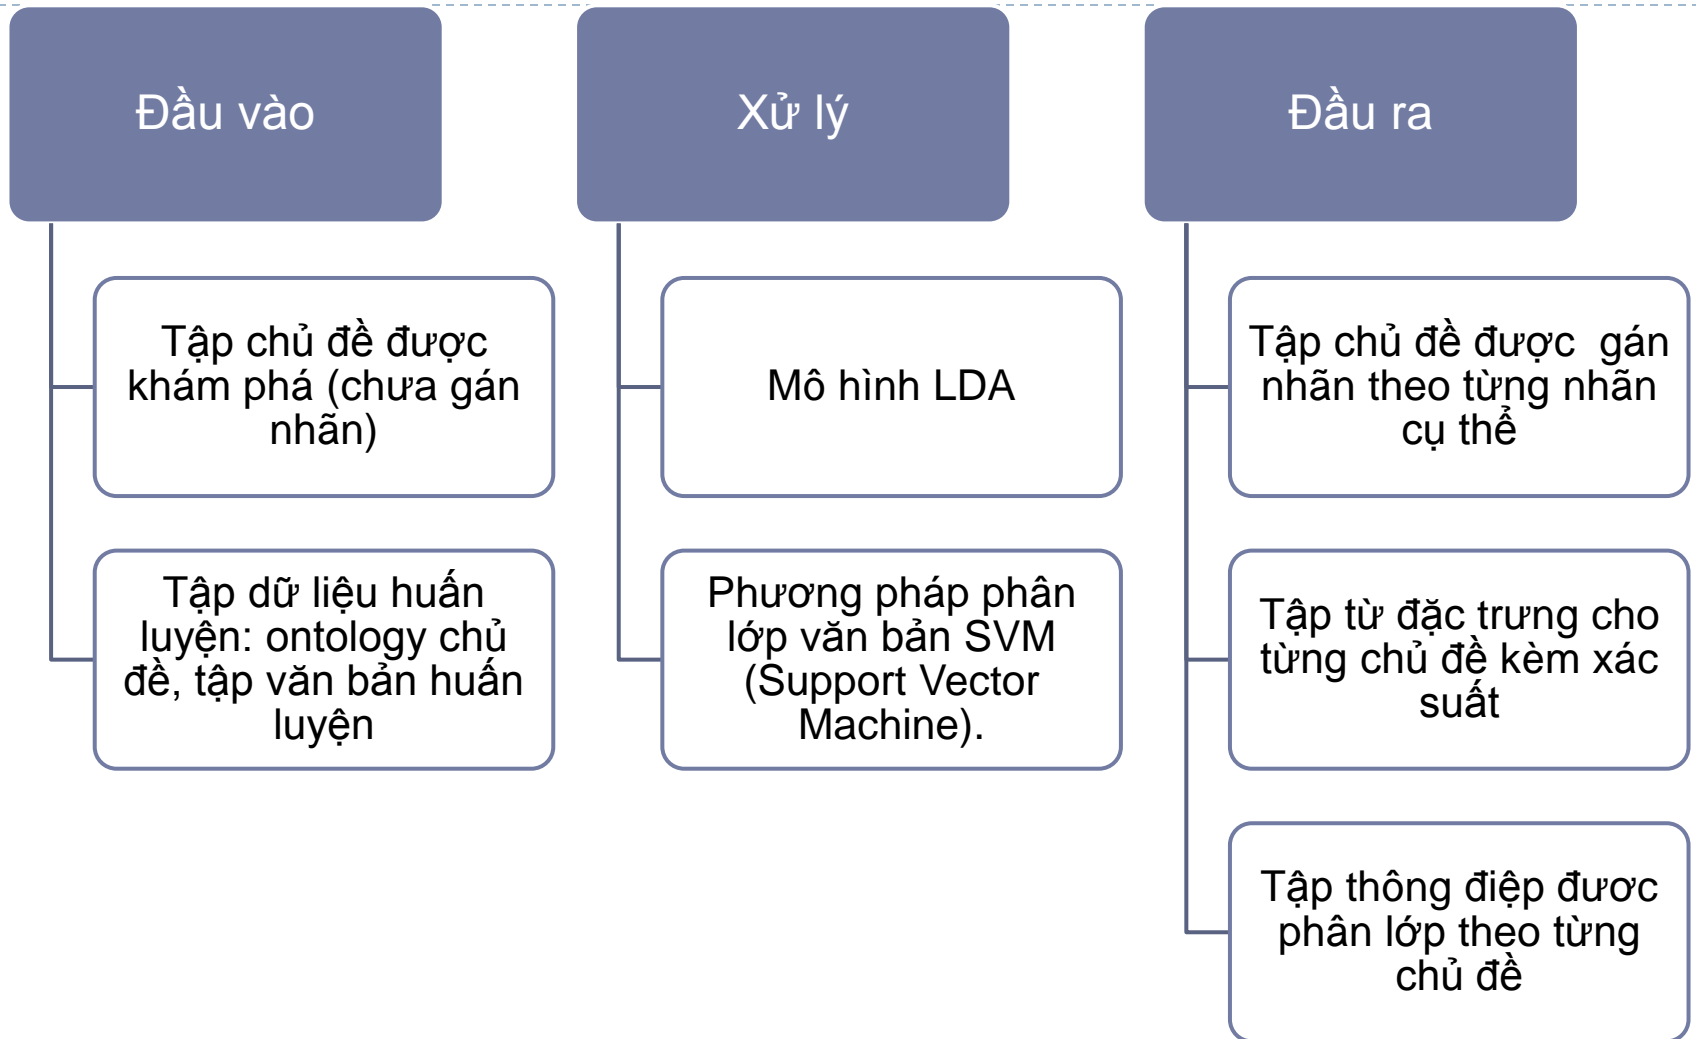 Đầu vào
Tập chủ đề được
khám phá (chưa gán
nhãn)
Tập dữ liệu huấn
luyện: ontology chủ
đề, tập văn bản huấn
luyện
Xử lý
Mô hình LDA
Phương pháp phân
lớp văn bản SVM
(Support Vector
Machine).
Đầu ra
Tập chủ đề được  gán
nhãn theo từng nhãn
cụ thể
Tập từ đặc trưng cho
từng chủ đề kèm xác
suất
Tập thông điệp đươc
phân lớp theo từng
chủ đề